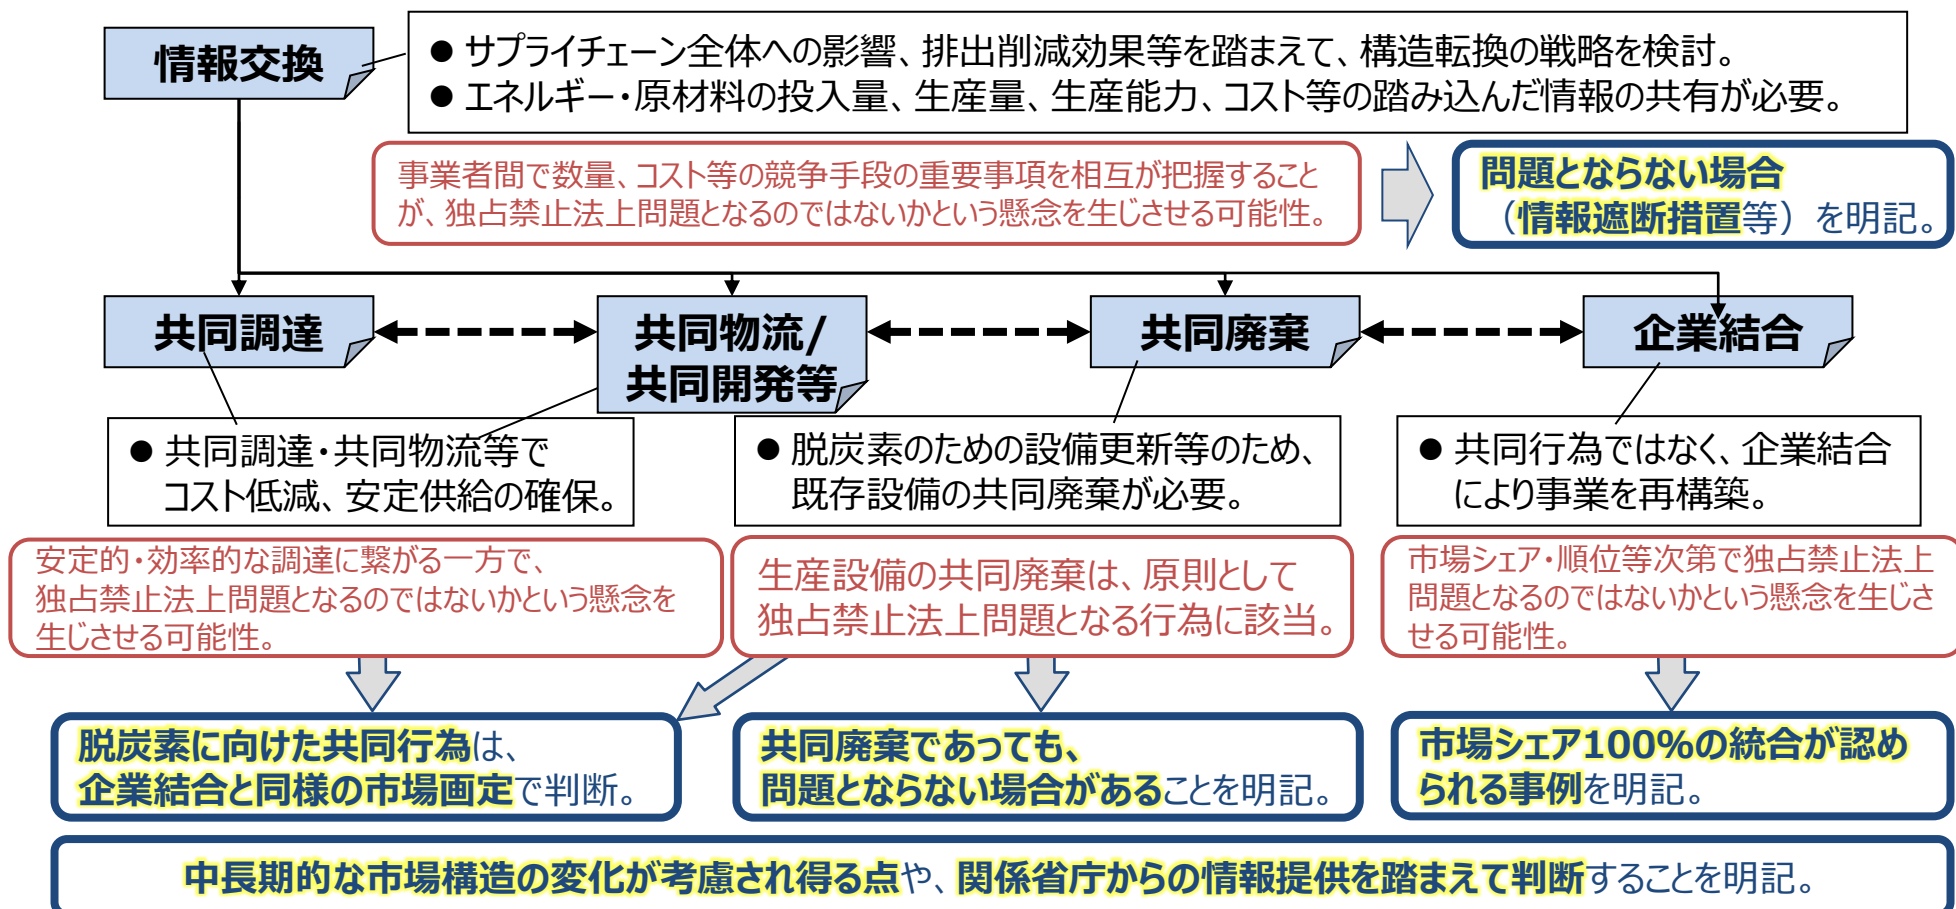 情報交換
● サプライチェーン全体への影響、排出削減効果等を踏まえて、構造転換の戦略を検討。
● エネルギー・原材料の投入量、生産量、生産能力、コスト等の踏み込んだ情報の共有が必要。
事業者間で数量、コスト等の競争手段の重要事項を相互が把握すること
が、独占禁止法上問題となるのではないかという懸念を生じさせる可能性。
問題とならない場合
（情報遮断措置等）を明記。
共同調達
共同物流/
共同開発等
共同廃棄
企業結合
● 共同調達・共同物流等で
コスト低減、安定供給の確保。
● 脱炭素のための設備更新等のため、
既存設備の共同廃棄が必要。
● 共同行為ではなく、企業結合
により事業を再構築。
安定的・効率的な調達に繋がる一方で、
独占禁止法上問題となるのではないかという懸念を
生じさせる可能性。
生産設備の共同廃棄は、原則として
独占禁止法上問題となる行為に該当。
市場シェア・順位等次第で独占禁止法上
問題となるのではないかという懸念を生じさ
せる可能性。
脱炭素に向けた共同行為は、
企業結合と同様の市場画定で判断。
共同廃棄であっても、
問題とならない場合があることを明記。
市場シェア100%の統合が認め
られる事例を明記。
中長期的な市場構造の変化が考慮され得る点や、関係省庁からの情報提供を踏まえて判断することを明記。